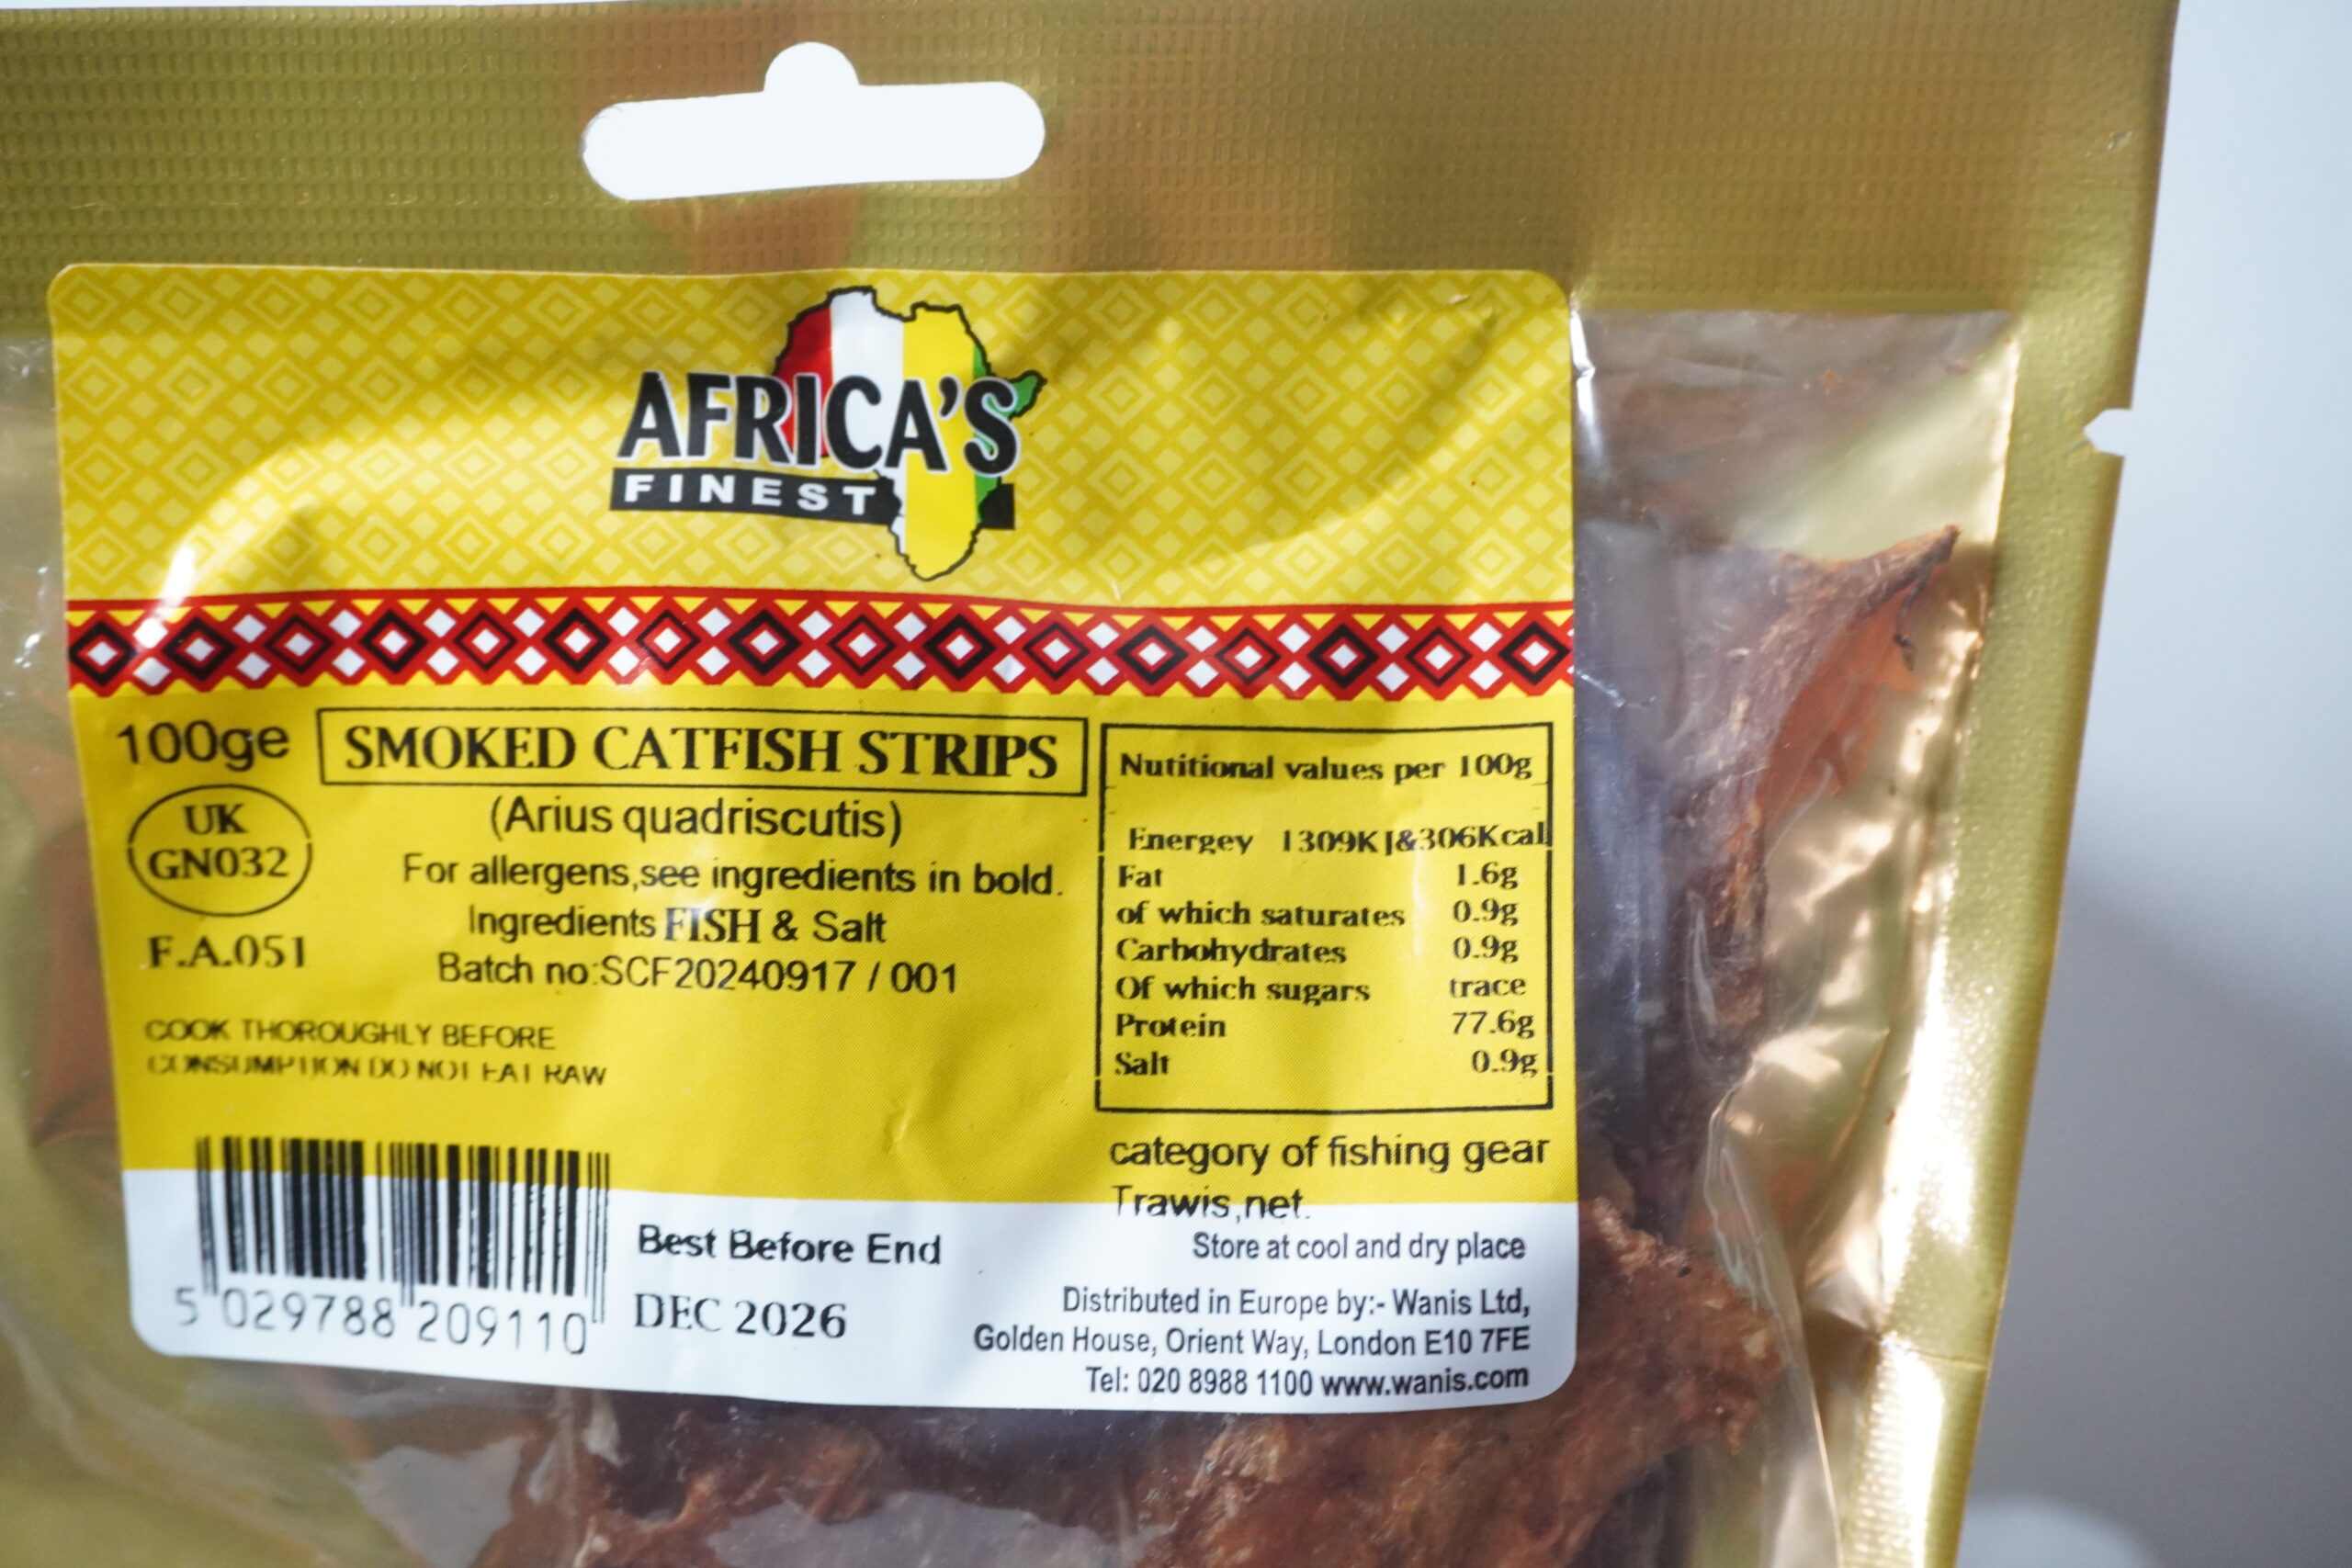 AFRICA'S
FINEST
100ge
SMOKED CATFISH STRIPS
(Arius quadriscutis)
UK
GN032
F.A.051
For allergens,see ingredients in bold.
Ingredients FISH & Salt
Batch no:SCF20240917 / 001
COOK THOROUGHLY BEFORE
CONSUMPTION DO NOT EAT RAW
Nutitional values per 100g
Energey 1309KJ&306Kcal
Fat 1.6g
of which saturates 0.9g
Carbohydrates 0.9g
Of which sugars trace
Protein 77.6g
Salt 0.9g
category of fishing gear
Trawis,net.
5 029788 209110
Best Before End
DEC 2026
Store at cool and dry place
Distributed in Europe by:- Wanis Ltd,
Golden House, Orient Way, London E10 7FE
Tel: 020 8988 1100 www.wanis.com